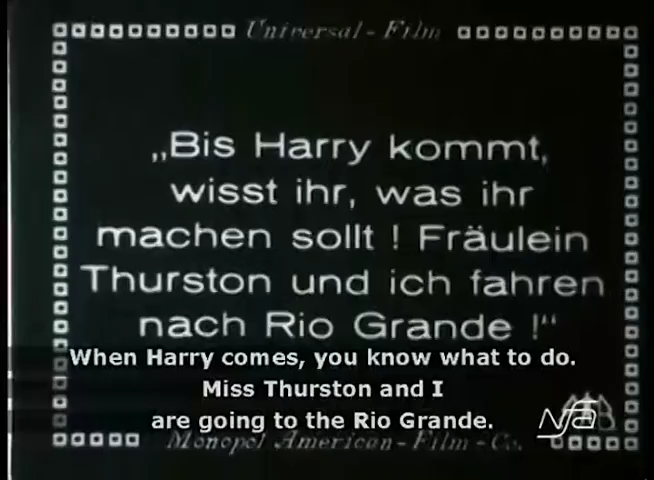 Universal-Film
„Bis Harry kommt,
wisst ihr, was ihr
machen sollt ! Fräulein
Thurston und ich fahren
nach Rio Grande !“
When Harry comes, you know what to do.
Miss Thurston and I
are going to the Rio Grande.
Monopol American-Film-Co.